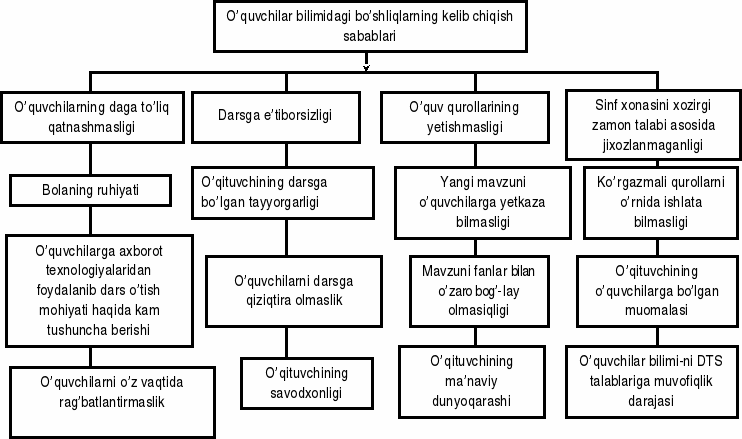 O’quvchilar bilimidagi bo’shliqlarning kelib chiqish
sabablari
O’quvchilarning daga to’liq
qatnashmasligi
Darsga e’tiborsizligi
O’quv qurollarining
yetishmasligi
Sinf xonasini xozirgi
zamon talabi asosida
jixozlanmaganligi
Bolaning ruhiyati
O’qituvchining darsga
bo’lgan tayyorgarligi
Yangi mavzuni
o’quvchilarga yetkaza
bilmasligi
Ko’rgazmali qurollarni
o’rnida ishlata
bilmasligi
O’quvchilarga axborot
texnologiyalaridan
foydalanib dars o’tish
mohiyati haqida kam
tushuncha berishi
O’quvchilarni darsga
qiziqtira olmaslik
Mavzuni fanlar bilan
o’zaro bog’- lay
olmasiqligi
O’qituvchining
o’quvchilarga bo’lgan
muomalasi
O’quvchilarni o’z vaqtida
rag’batlantirmaslik
O’qituvchining
savodxonligi
O’qituvchining
ma’naviy
dunyoqarashi
O’quvchilar bilimi-ni DTS
talablariga muvofiqlik
darajasi